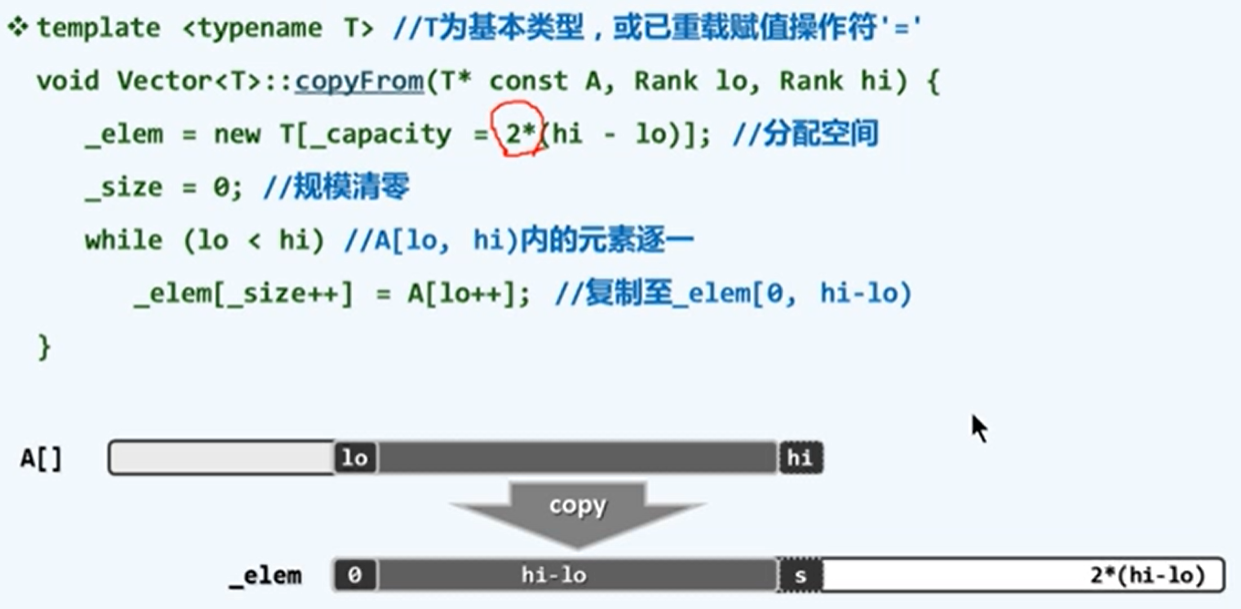 ❖ template <typename T> //T为基本类型，或已重载赋值操作符'='
void Vector<T>::copyFrom(T* const A, Rank lo, Rank hi) {
_elem = new T[_capacity = 2*(hi - lo)]; //分配空间
_size = 0; //规模清零
while (lo < hi) //A[lo, hi)内的元素逐一
_elem[_size++] = A[lo++]; //复制至_elem[0, hi-lo)
}
A[] lo hi
copy
_elem 0 hi-lo s 2*(hi-lo)